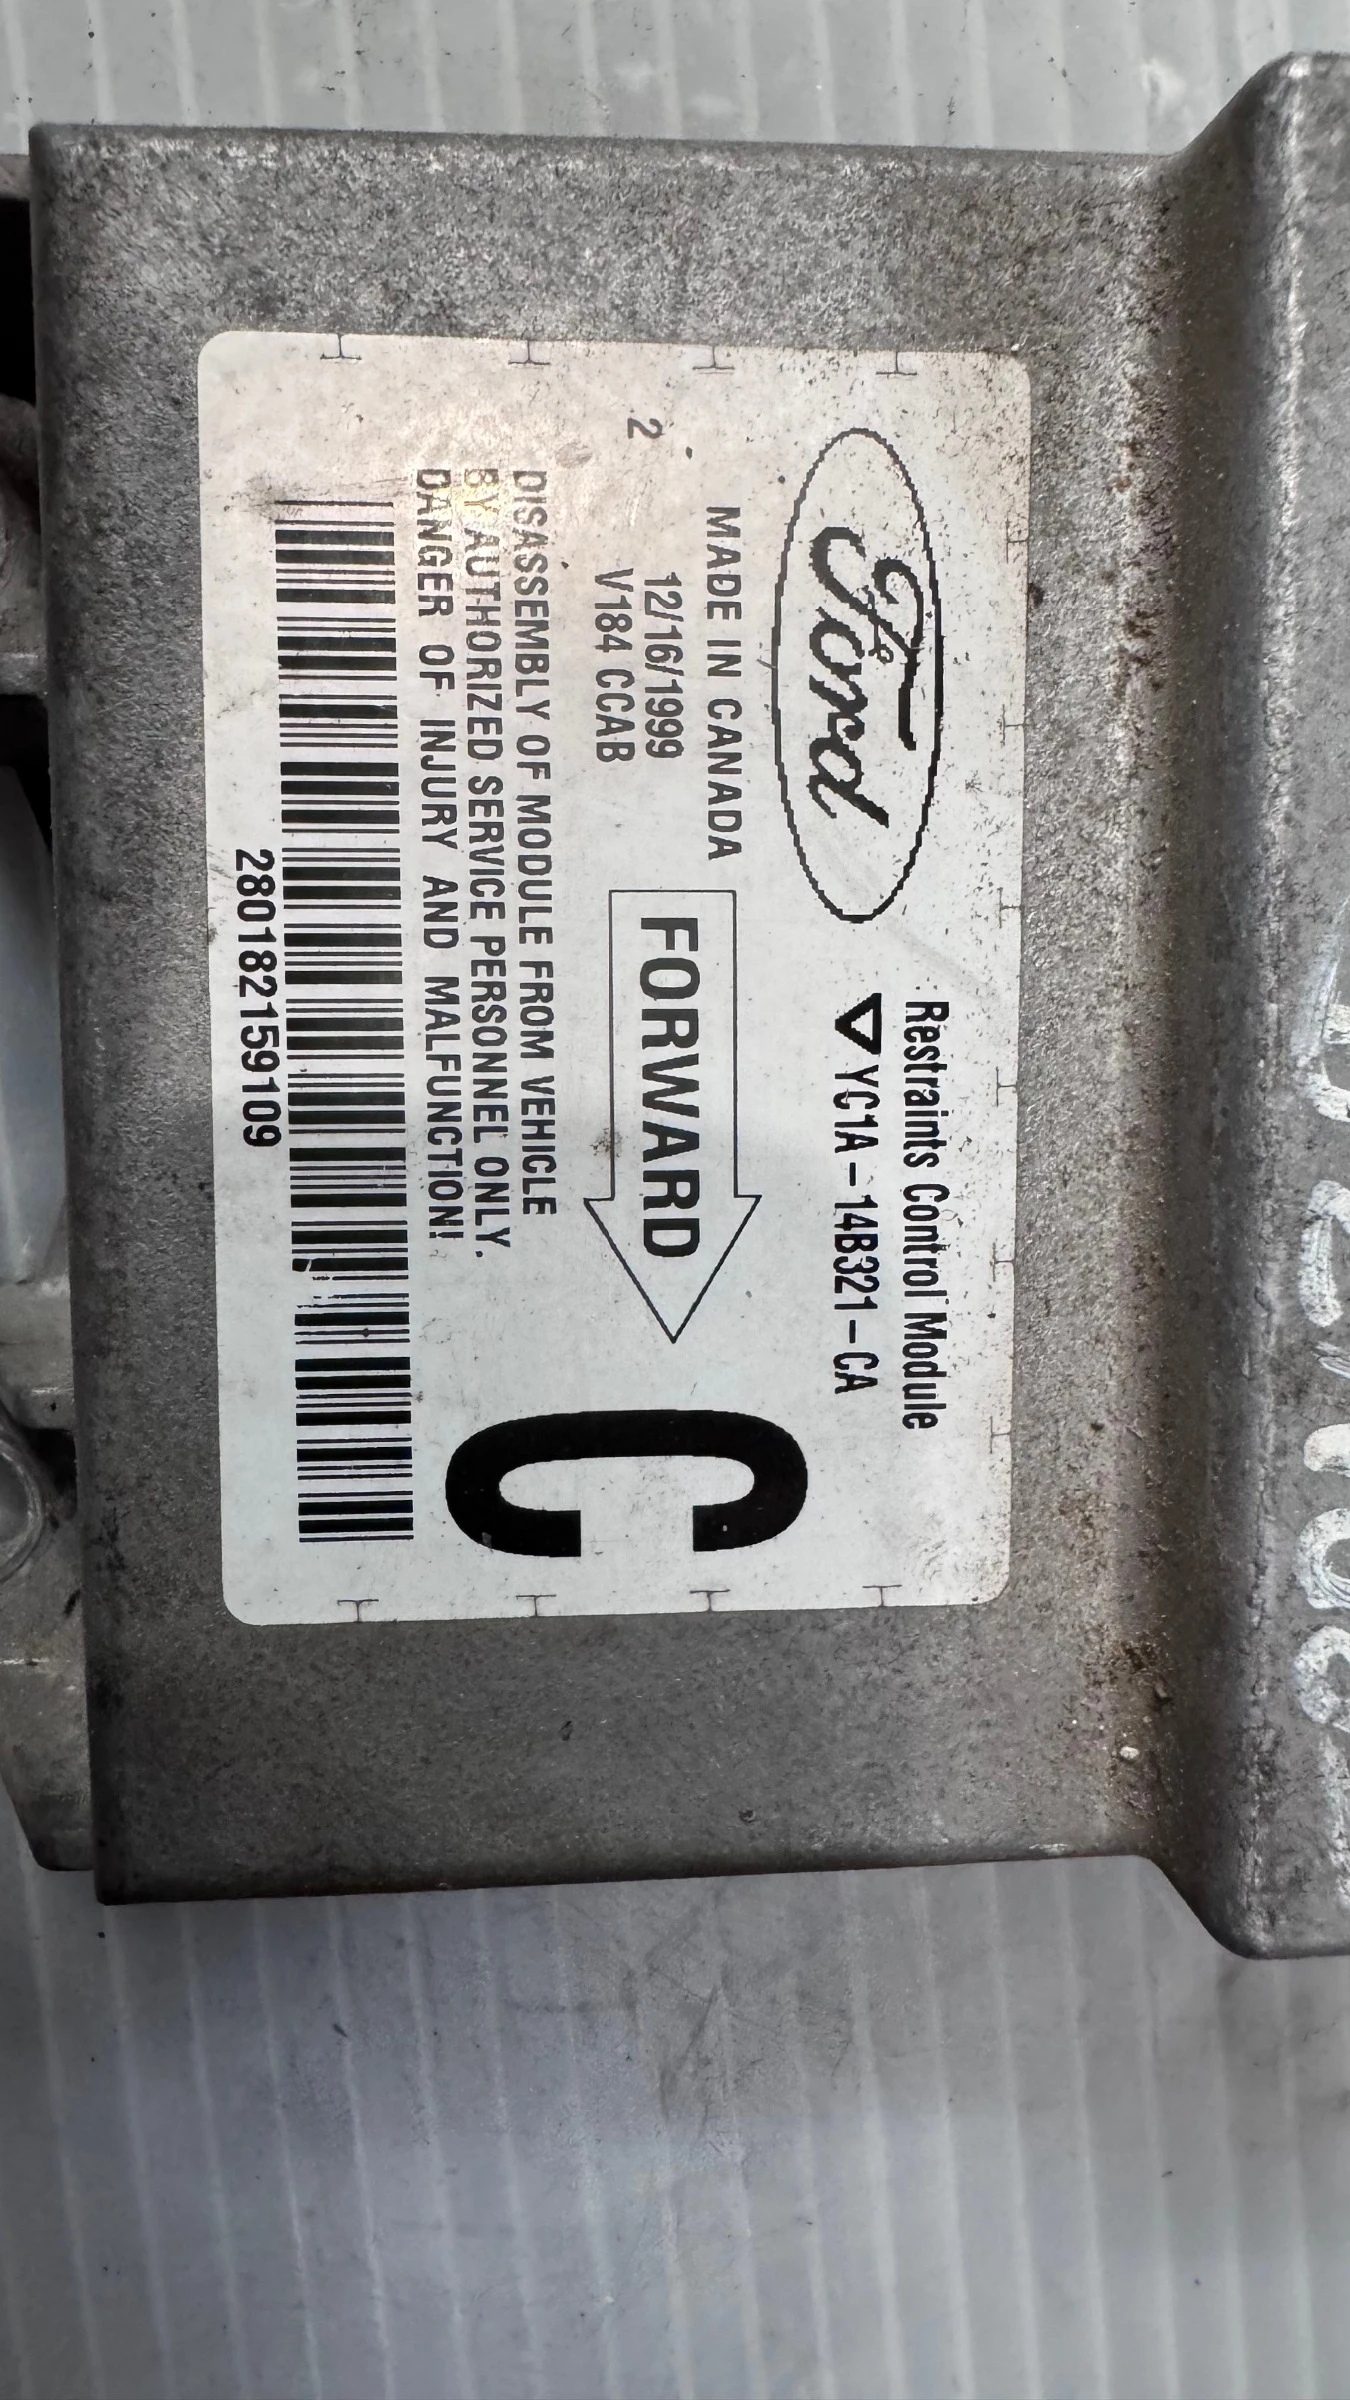 Ford
Restraints Control Module
YC1A-14B321-CA
MADE IN CANADA
2
12/16/1999
V184 CCAB
FORWARD
C
DISASSEMBLY OF MODULE FROM VEHICLE
BY AUTHORIZED SERVICE PERSONNEL ONLY.
DANGER OF INJURY AND MALFUNCTION!
280182159109